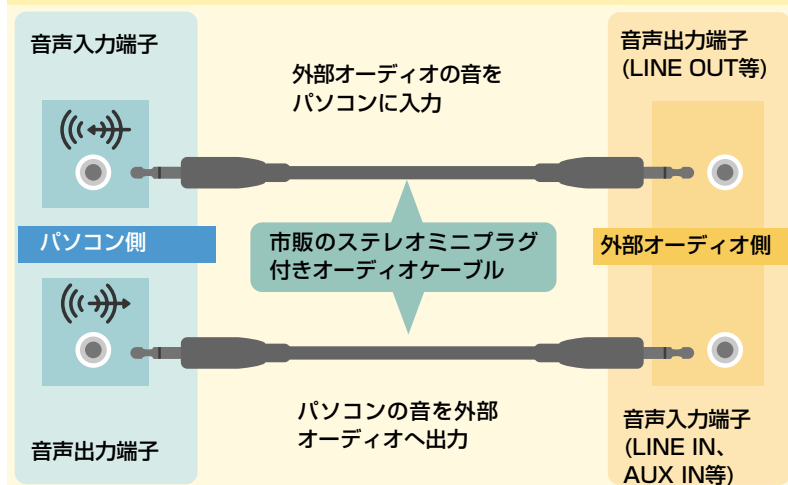 音声入力端子
外部オーディオの音を
パソコンに入力
音声出力端子
(LINE OUT等)
パソコン側
市販のステレオミニプラグ
付きオーディオケーブル
外部オーディオ側
音声出力端子
パソコンの音を外部
オーディオへ出力
音声入力端子
(LINE IN、
AUX IN等)